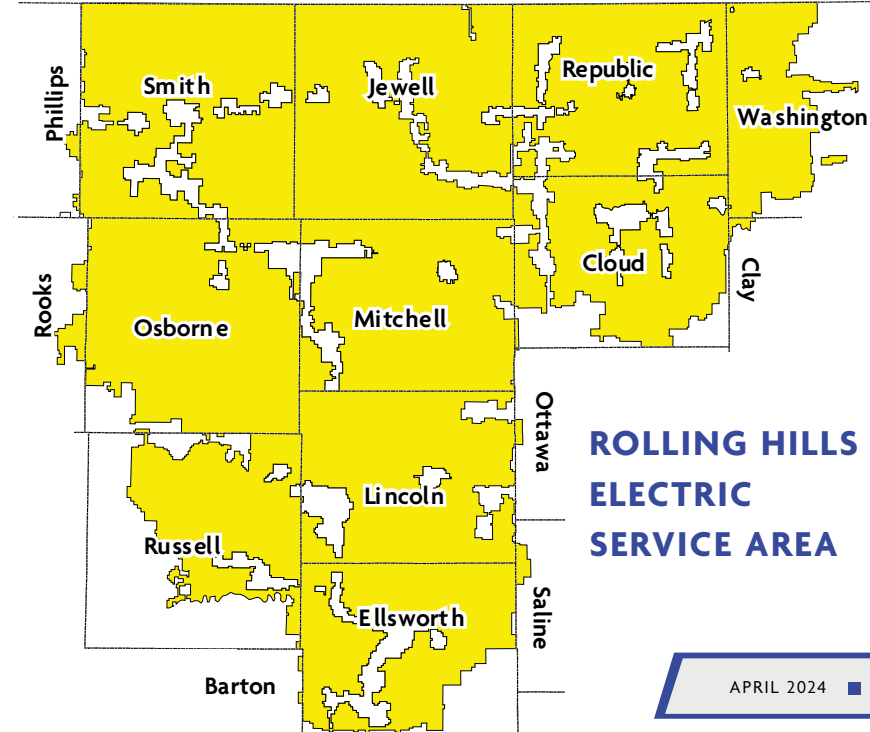 Phillips
Smith
Jewell
Republic
Washington
Rooks
Osborne
Mitchell
Cloud
Clay
Ottawa
ROLLING HILLS
ELECTRIC
SERVICE AREA
Lincoln
Russell
Ellsworth
Saline
Barton
APRIL 2024